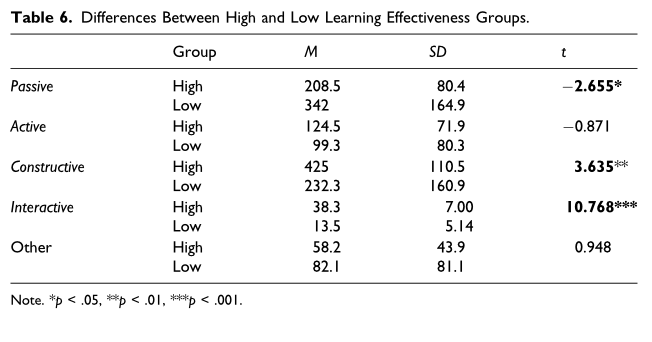 Table 6. Differences Between High and Low Learning Effectiveness Groups.
Group M SD t
Passive High 208.5 80.4 −2.655*
Low 342 164.9
Active High 124.5 71.9 −0.871
Low 99.3 80.3
Constructive High 425 110.5 3.635**
Low 232.3 160.9
Interactive High 38.3 7.00 10.768***
Low 13.5 5.14
Other High 58.2 43.9 0.948
Low 82.1 81.1
Note. *p < .05, **p < .01, ***p < .001.